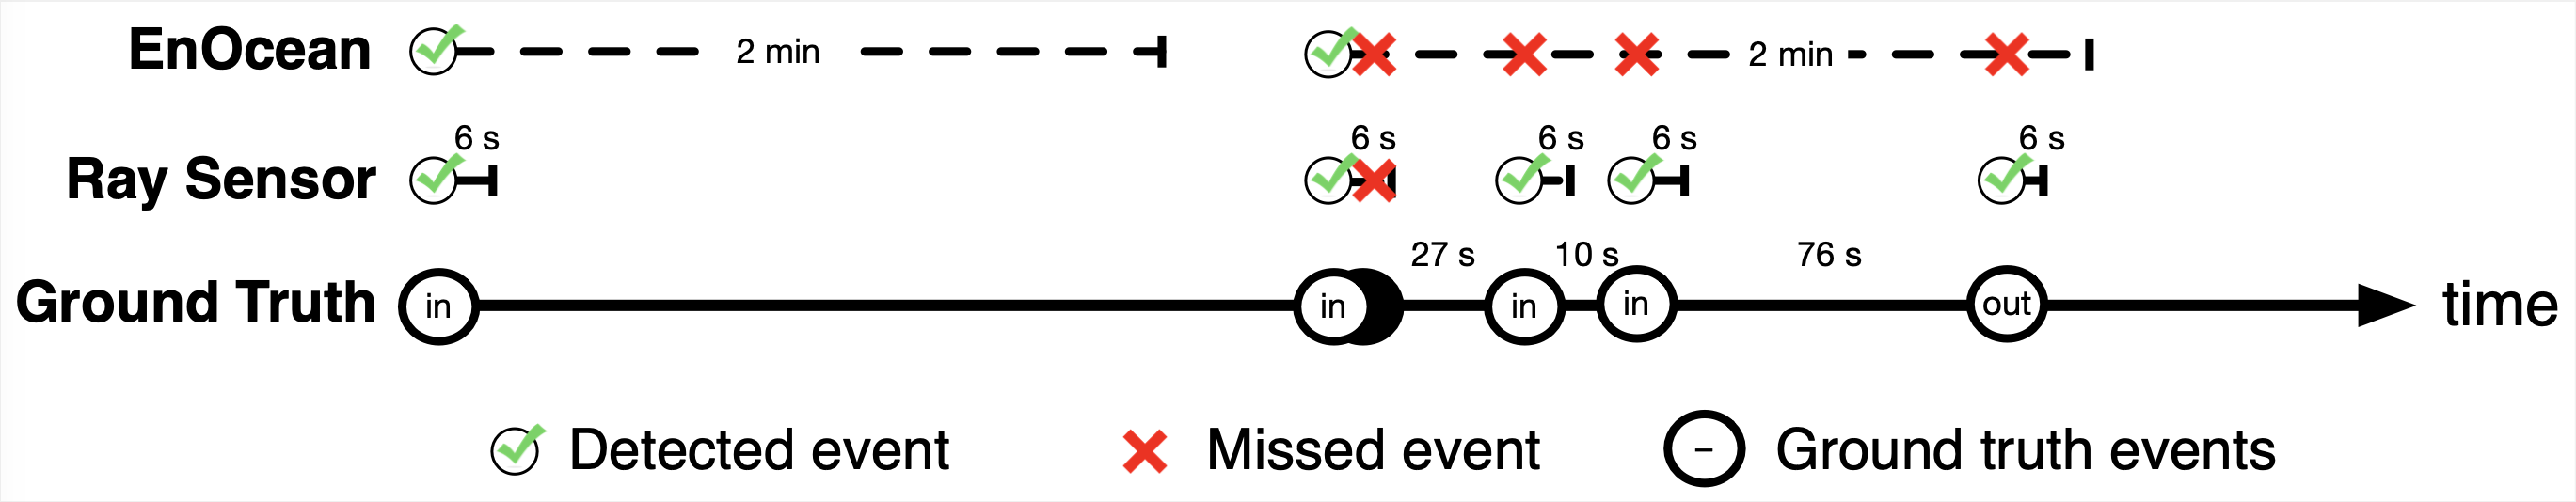 EnOcean 2 min 2 min
6 s 6 s 6 s 6 s 6 s
Ray Sensor
27 s 10 s 76 s
Ground Truth in in in in out time
Detected event Missed event - Ground truth events